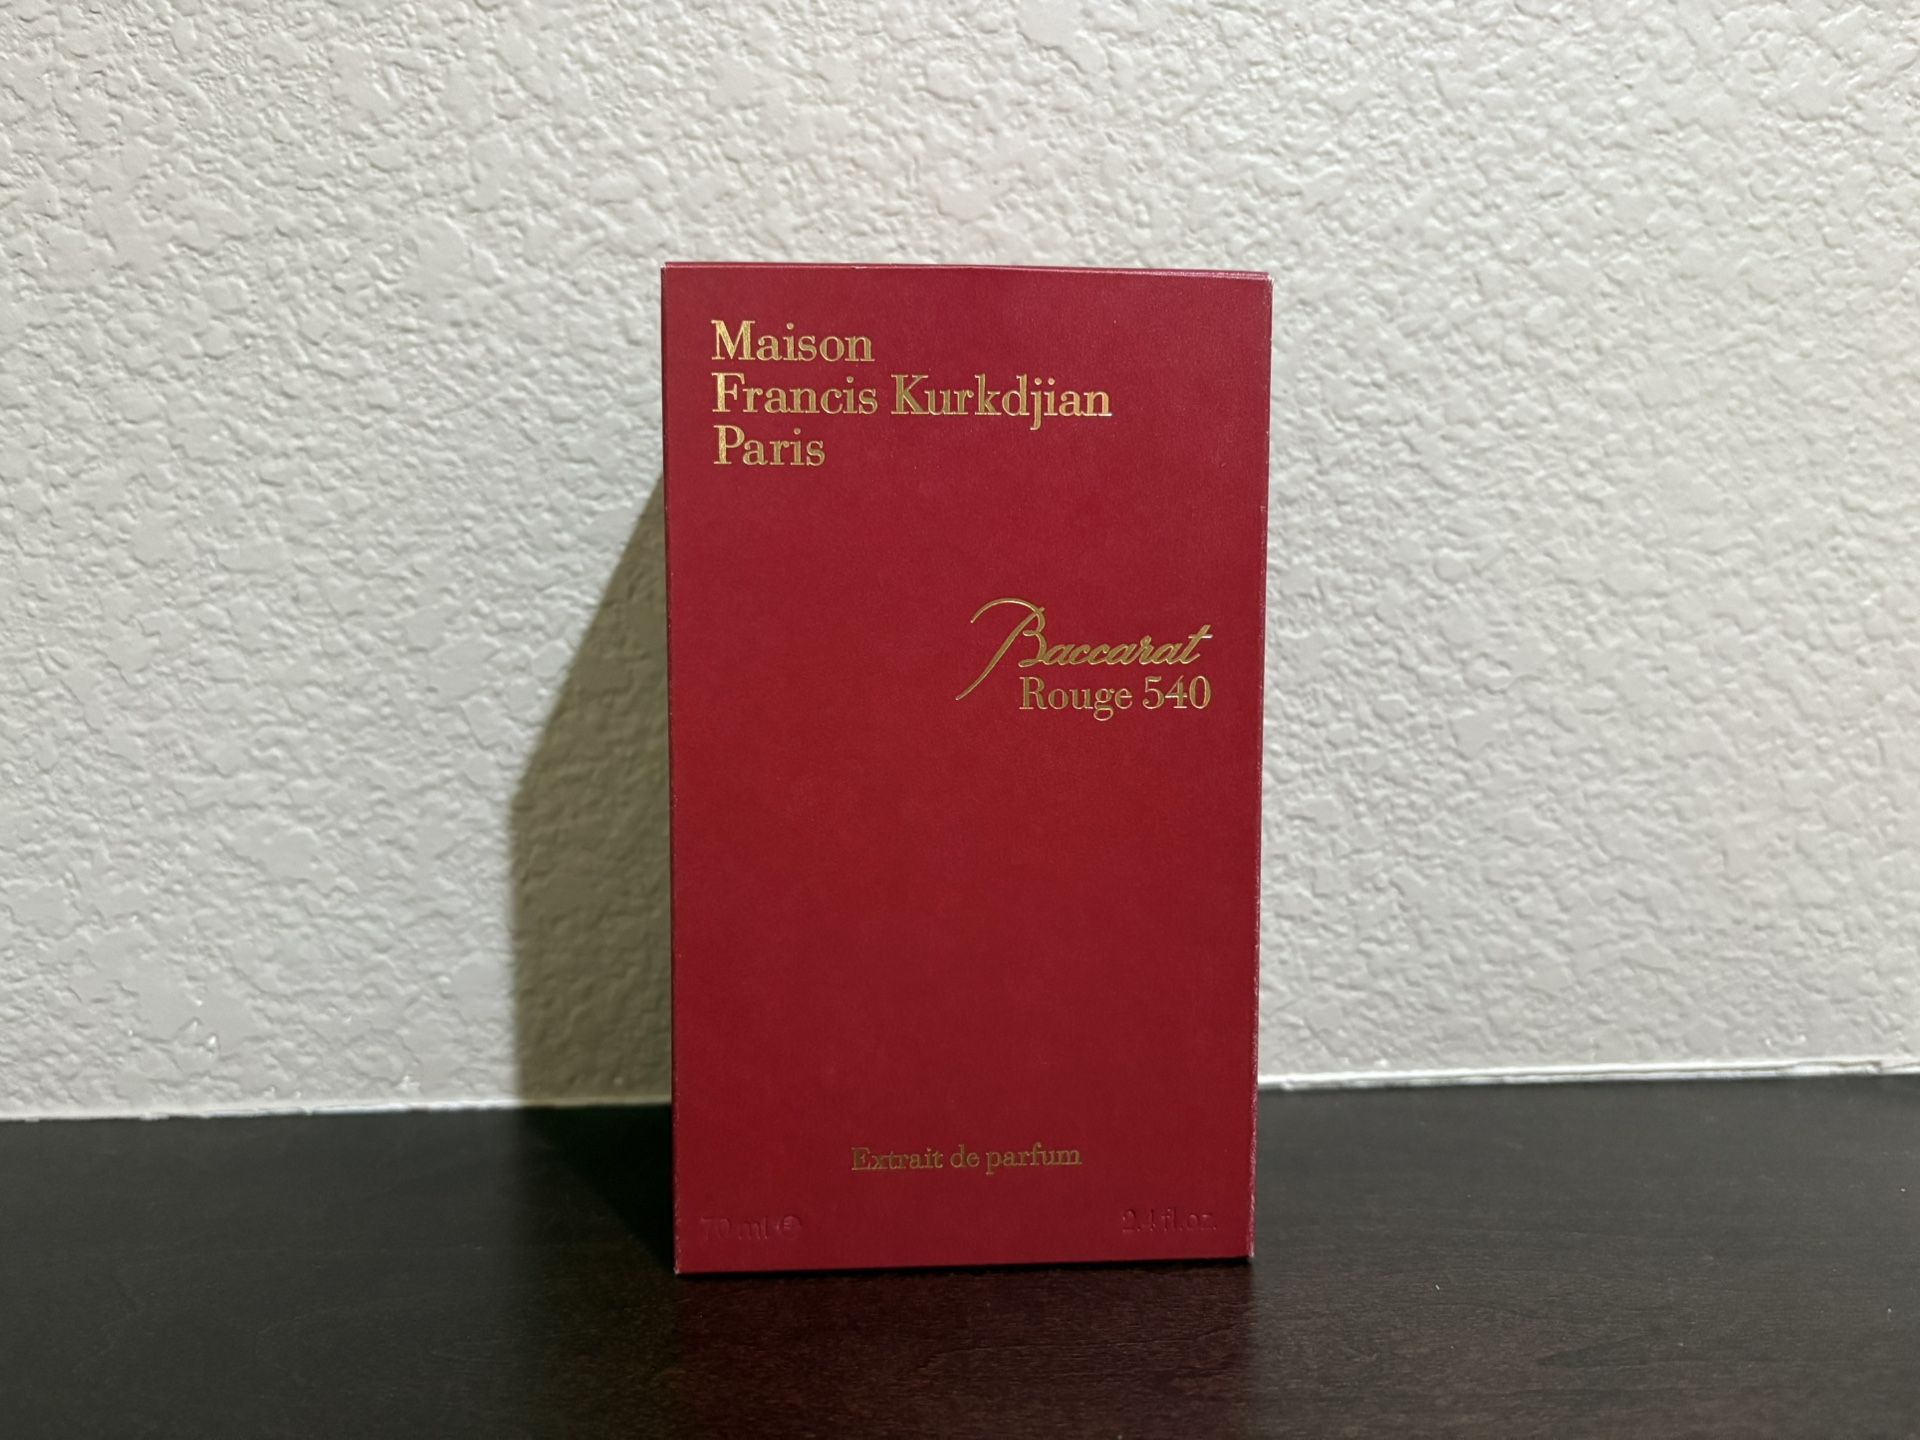 Maison
Francis Kurkdjian
Paris
Baccarat
Rouge 540
Extrait de parfum
70 ml ℮ 2.4 fl.oz.